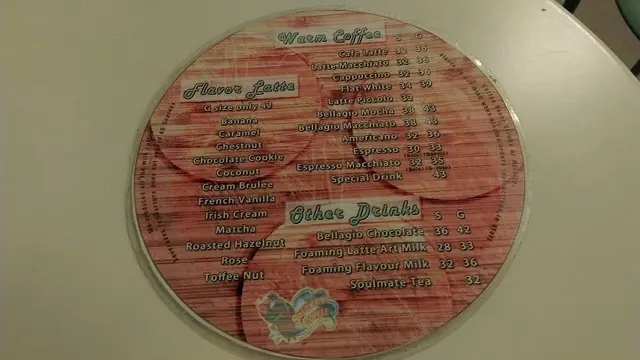 Warm Coffee S G
Cafe Latte 32 36
Latte Macchiato 32 36
Cappuccino 32 36
Flat White 34 39
Latte Piccolo 32
Bellagio Mocha 38 43
Bellagio Macchiato 38 43
Americano 32 36
Espresso 30 33
Espresso Macchiato 32 35
Special Drink 43
Flavor Latte
G size only 42
Banana
Caramel
Chestnut
Chocolate Cookie
Coconut
Cream Brulee
French Vanilla
Irish Cream
Matcha
Roasted Hazelnut
Rose
Toffee Nut
Other Drinks S G
Bellagio Chocolate 36 42
Foaming Latte Art Milk 28 33
Foaming Flavour Milk 32 36
Soulmate Tea 32